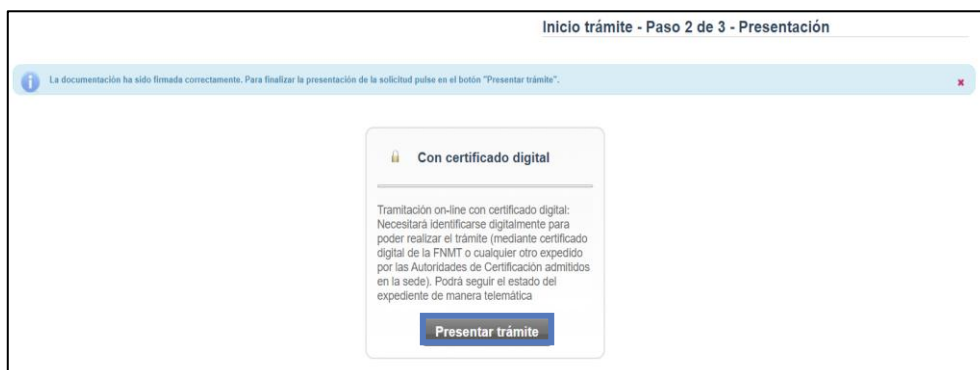 Inicio trámite - Paso 2 de 3 - Presentación
La documentación ha sido firmada correctamente. Para finalizar la presentación de la solicitud pulse en el botón "Presentar trámite".
Con certificado digital
Tramitación on-line con certificado digital:
Necesitará identificarse digitalmente para
poder realizar el trámite (mediante certificado
digital de la FNMT o cualquier otro expedido
por las Autoridades de Certificación admitidos
en la sede). Podrá seguir el estado del
expediente de manera telemática
Presentar trámite